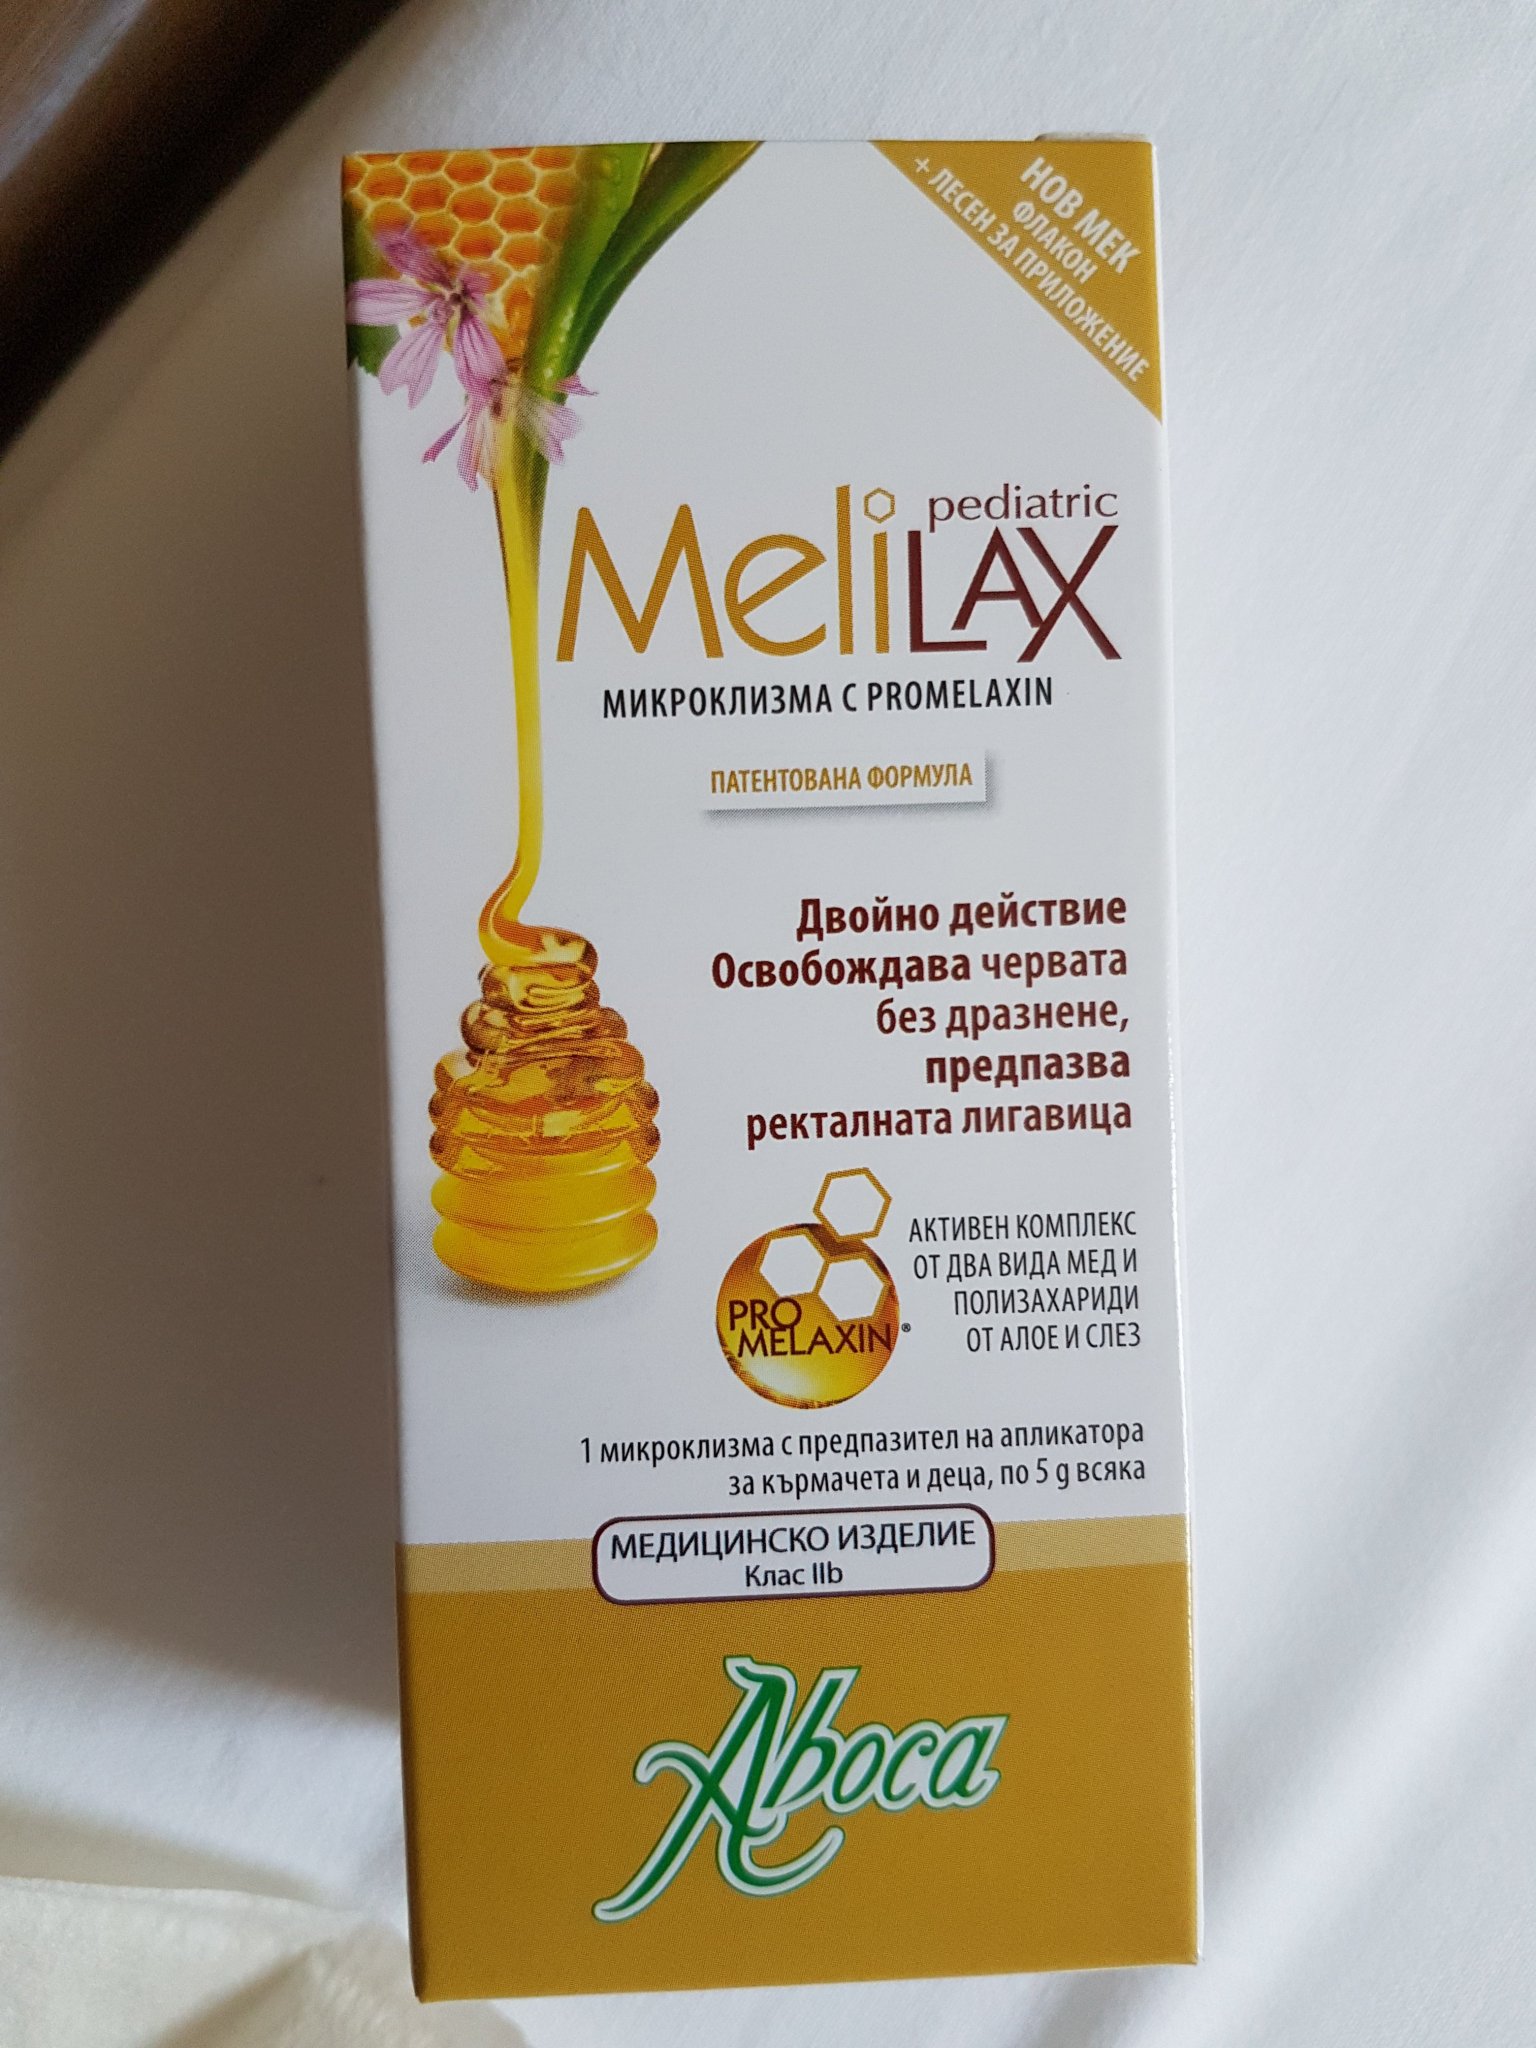 НОВ МЕК
ФЛАКОН
+ ЛЕСЕН ЗА ПРИЛОЖЕНИЕ
pediatric
MeliLAX
МИКРОКЛИЗМА С PROMELAXIN
ПАТЕНТОВАНА ФОРМУЛА
Двойно действие
Освобождава червата
без дразнене,
предпазва
ректалната лигавица
АКТИВЕН КОМПЛЕКС
ОТ ДВА ВИДА МЕД И
ПОЛИЗАХАРИДИ
ОТ АЛОЕ И СЛЕЗ
PRO
MELAXIN®
1 микроклизма с предпазител на апликатора
за кърмачета и деца, по 5 g всяка
МЕДИЦИНСКО ИЗДЕЛИЕ
Клас IIb
Aboca